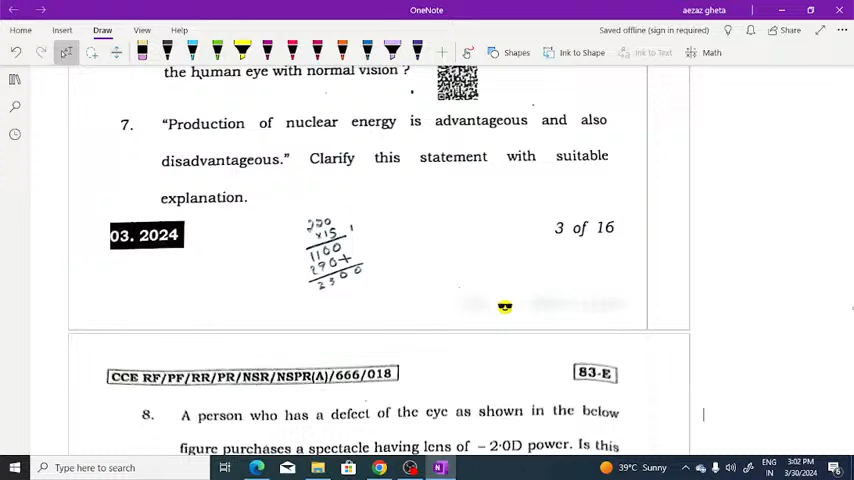 OneNote
aezaz gheta
File Home Insert Draw View Help
Saved offline (sign in required)
Share
Shapes
Ink to Shape
Ink to Text
Math
the human eye with normal vision ?
7. "Production of nuclear energy is advantageous and also
disadvantageous." Clarify this statement with suitable
explanation.
220
×15
1100
03. 2024
3 of 16
CCE RF/PF/RR/PR/NSR/NSPR(A)/666/018
83-E
8. A person who has a defect of the eye as shown in the below
figure purchases a spectacle having lens of – 2·0D power. Is this
Type here to search
39°C Sunny
ENG
IN
3:02 PM
3/30/2024